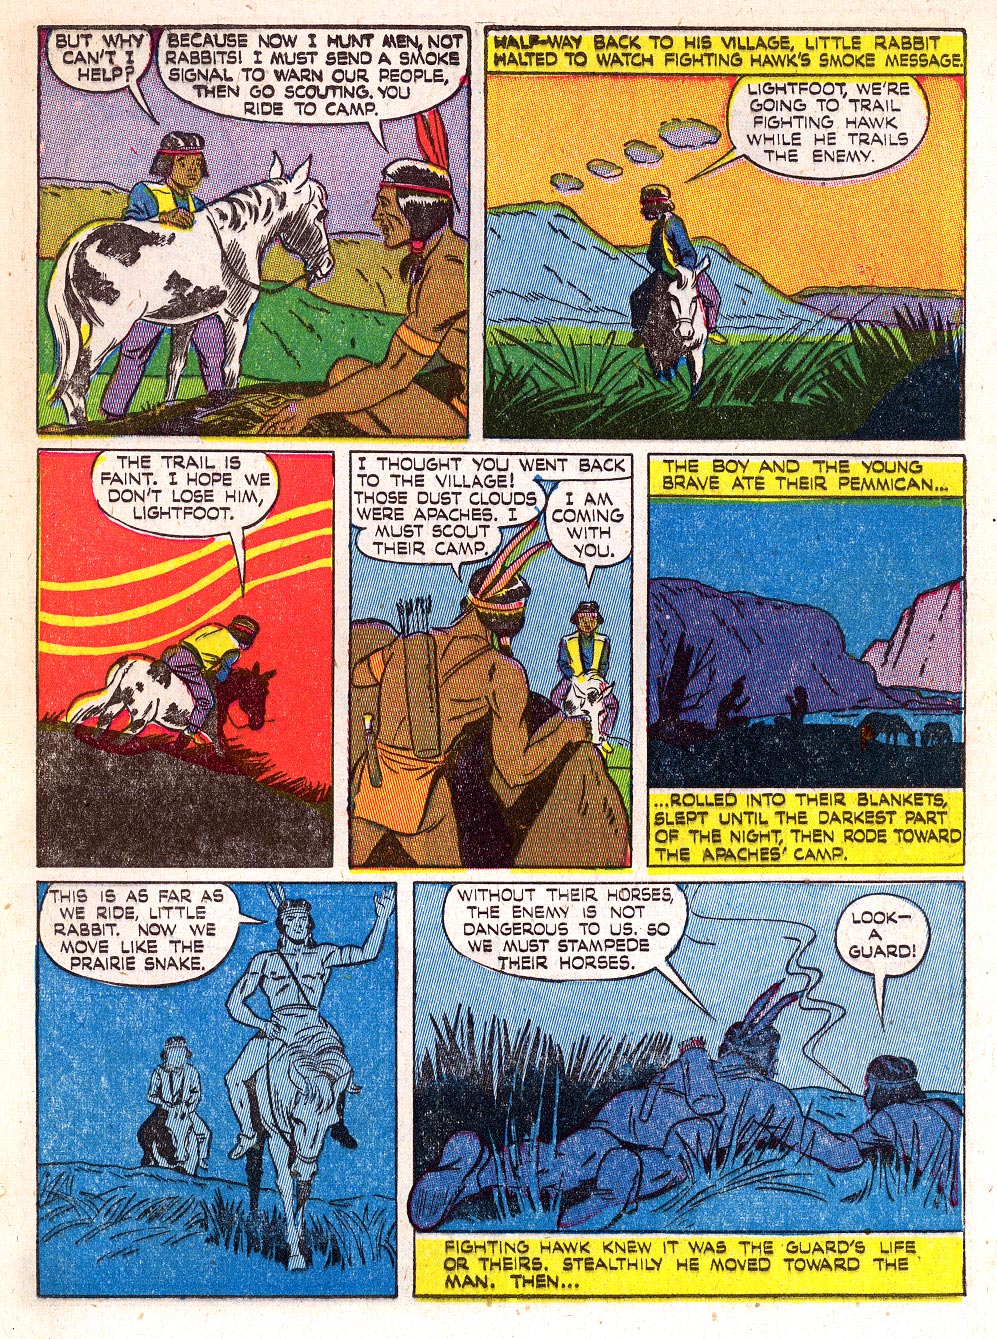 BUT WHY
CAN'T I
HELP?
BECAUSE NOW I HUNT MEN, NOT
RABBITS! I MUST SEND A SMOKE
SIGNAL TO WARN OUR PEOPLE,
THEN GO SCOUTING. YOU
RIDE TO CAMP.
HALF-WAY BACK TO HIS VILLAGE, LITTLE RABBIT
HALTED TO WATCH FIGHTING HAWK'S SMOKE MESSAGE.
LIGHTFOOT, WE'RE
GOING TO TRAIL
FIGHTING HAWK
WHILE HE TRAILS
THE ENEMY.
THE TRAIL IS
FAINT. I HOPE WE
DON'T LOSE HIM,
LIGHTFOOT.
I THOUGHT YOU WENT BACK
TO THE VILLAGE!
THOSE DUST CLOUDS
WERE APACHES. I
MUST SCOUT
THEIR CAMP.
I AM
COMING
WITH
YOU.
THE BOY AND THE YOUNG
BRAVE ATE THEIR PEMMICAN...
...ROLLED INTO THEIR BLANKETS,
SLEPT UNTIL THE DARKEST PART
OF THE NIGHT, THEN RODE TOWARD
THE APACHES' CAMP.
THIS IS AS FAR AS
WE RIDE, LITTLE
RABBIT. NOW WE
MOVE LIKE THE
PRAIRIE SNAKE.
WITHOUT THEIR HORSES,
THE ENEMY IS NOT
DANGEROUS TO US. SO
WE MUST STAMPEDE
THEIR HORSES.
LOOK—
A
GUARD!
FIGHTING HAWK KNEW IT WAS THE GUARD'S LIFE
OR THEIRS. STEALTHILY HE MOVED TOWARD THE
MAN. THEN...